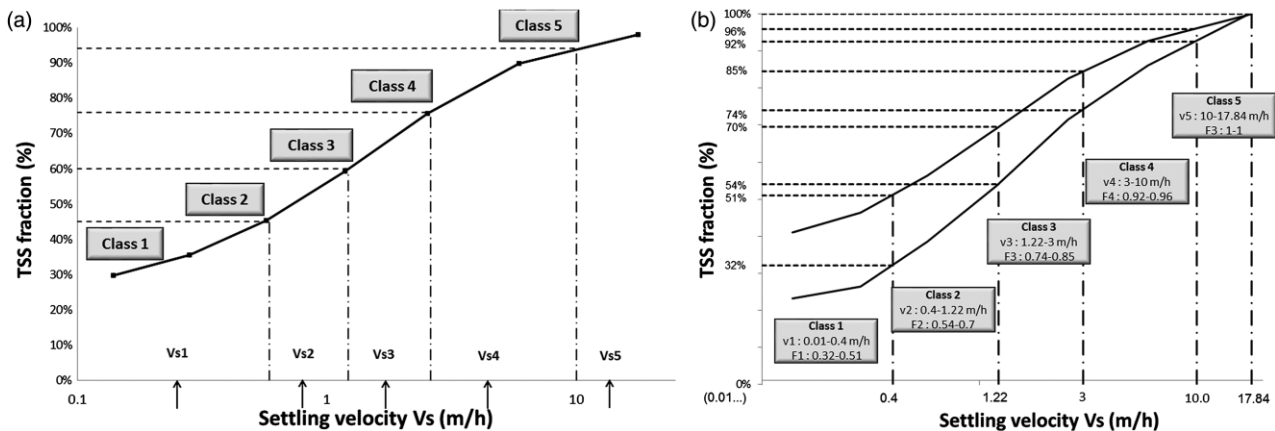 (a)
100%
90%
80%
70%
60%
50%
40%
30%
20%
10%
0%
TSS fraction (%)
Class 1
Class 2
Class 3
Class 4
Class 5
Vs1
Vs2
Vs3
Vs4
Vs5
0.1
1
10
Settling velocity Vs (m/h)
(b)
100%
96%
92%
85%
74%
70%
54%
51%
32%
0%
TSS fraction (%)
Class 1
v1 : 0.01-0.4 m/h
F1 : 0.32-0.51
Class 2
v2 : 0.4-1.22 m/h
F2 : 0.54-0.7
Class 3
v3 : 1.22-3 m/h
F3 : 0.74-0.85
Class 4
v4 : 3-10 m/h
F4 : 0.92-0.96
Class 5
v5 : 10-17.84 m/h
F3 : 1-1
(0.01...)
0.4
1.22
3
10.0
17.84
Settling velocity Vs (m/h)